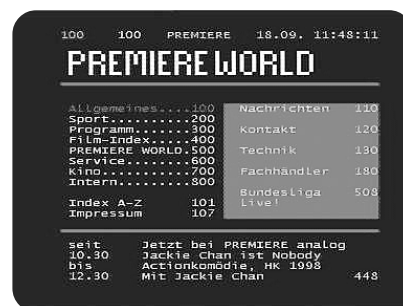 100 100 PREMIERE 18.09. 11:48:11
PREMIERE WORLD
Allgemeines....100
Sport..........200
Programm.......300
Film-Index.....400
PREMIERE WORLD.500
Service........600
Kino...........700
Intern.........800
Index A-Z 101
Impressum 107
Nachrichten 110
Kontakt 120
Technik 130
Fachhändler 180
Bundesliga 508
Live!
seit Jetzt bei PREMIERE analog
10.30 Jackie Chan ist Nobody
bis Actionkomödie, HK 1998
12.30 Mit Jackie Chan 448